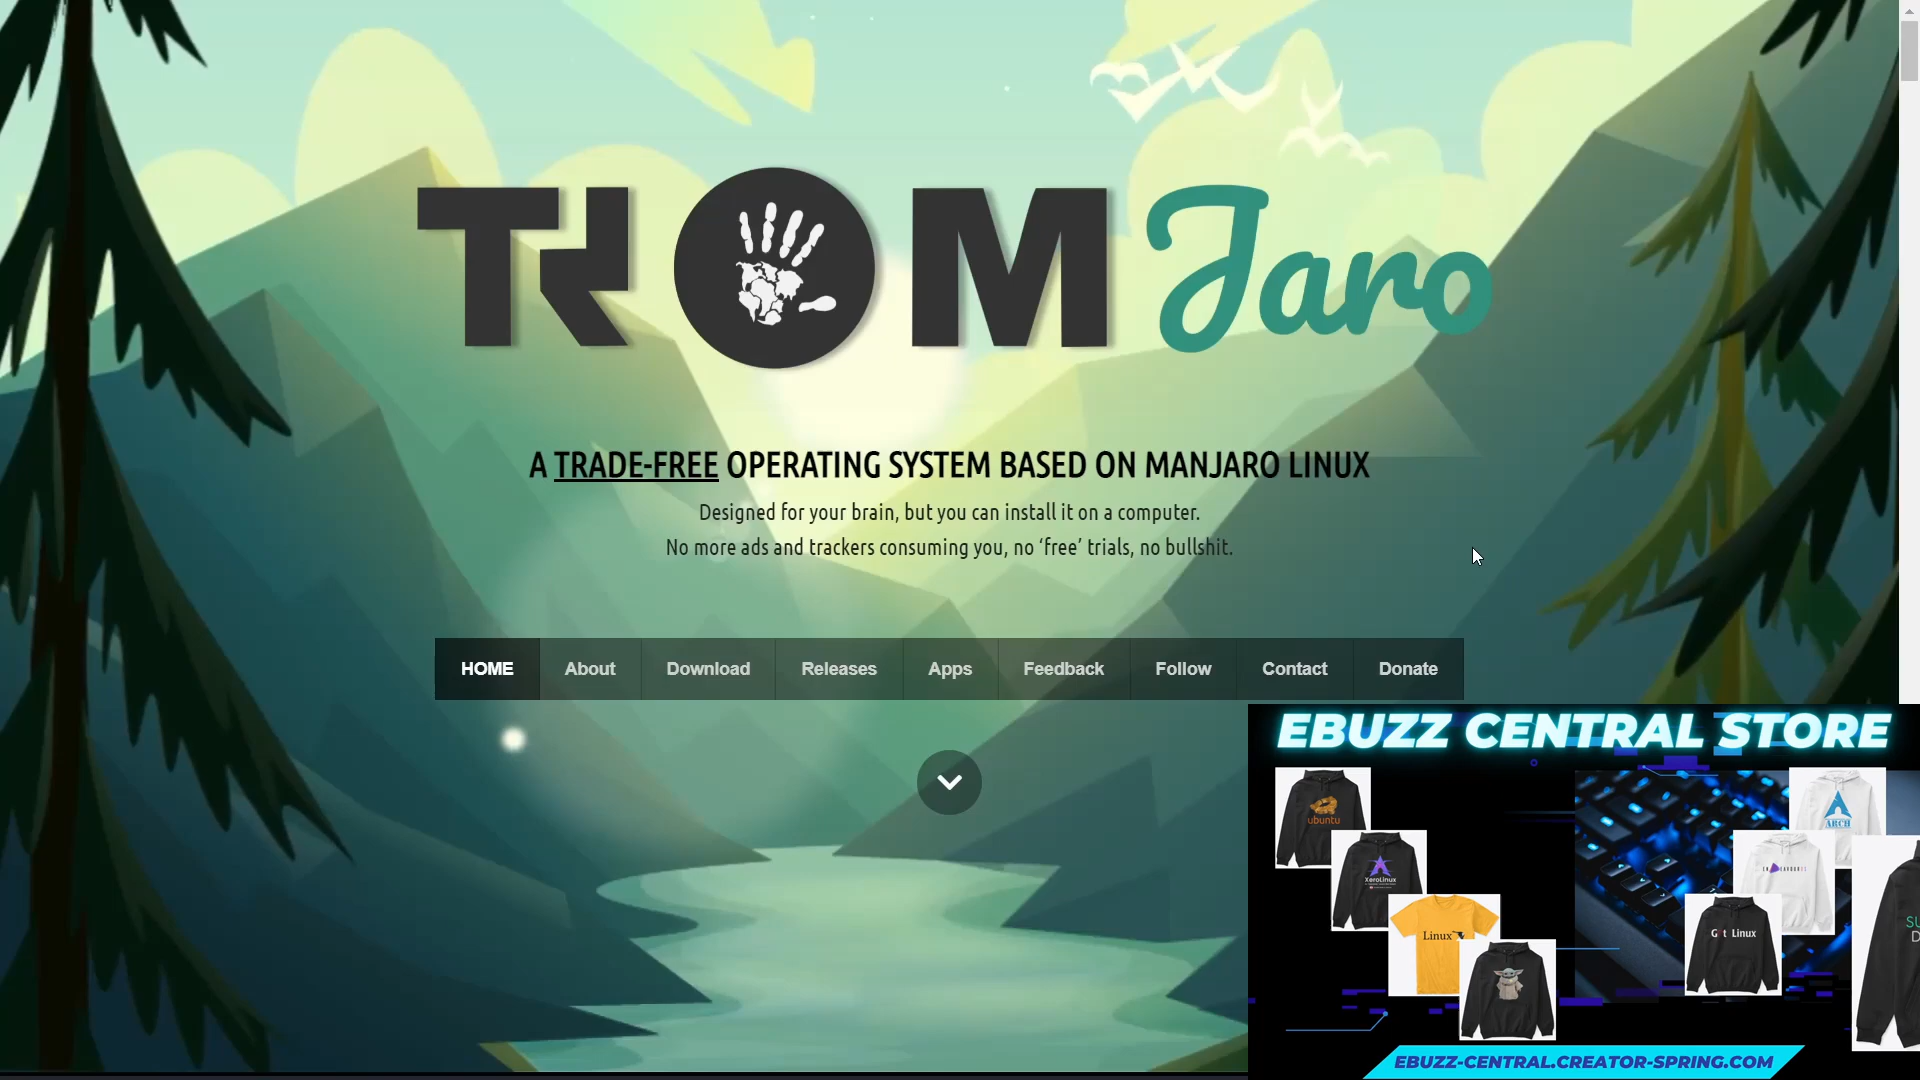 TROM Jaro
A TRADE-FREE OPERATING SYSTEM BASED ON MANJARO LINUX
Designed for your brain, but you can install it on a computer.
No more ads and trackers consuming you, no ‘free’ trials, no bullshit.
HOME About Download Releases Apps Feedback Follow Contact Donate
EBUZZ CENTRAL STORE
ubuntu
ARCH
XeroLinux
Linux
Linux
EBUZZ-CENTRAL.CREATOR-SPRING.COM